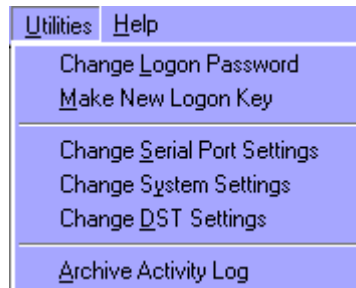 Utilities Help
Change Logon Password
Make New Logon Key
Change Serial Port Settings
Change System Settings
Change DST Settings
Archive Activity Log